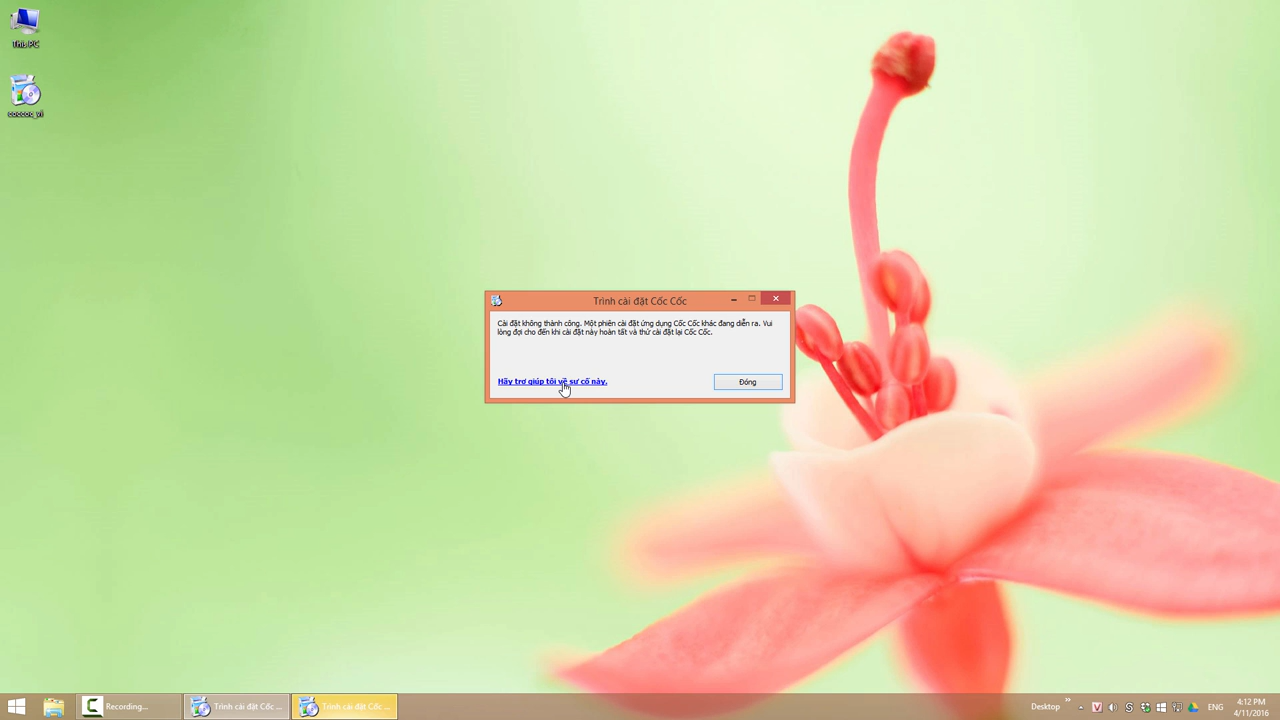 This PC
coccoc_vi
Trình cài đặt Cốc Cốc
Cài đặt không thành công. Một phiên cài đặt ứng dụng Cốc Cốc khác đang diễn ra. Vui
lòng đợi cho đến khi cài đặt này hoàn tất và thử cài đặt lại Cốc Cốc.
Hãy trợ giúp tôi về sự cố này.
Đóng
Recording...
Trình cài đặt Cốc ...
Trình cài đặt Cốc ...
Desktop
ENG
4:12 PM
4/11/2016